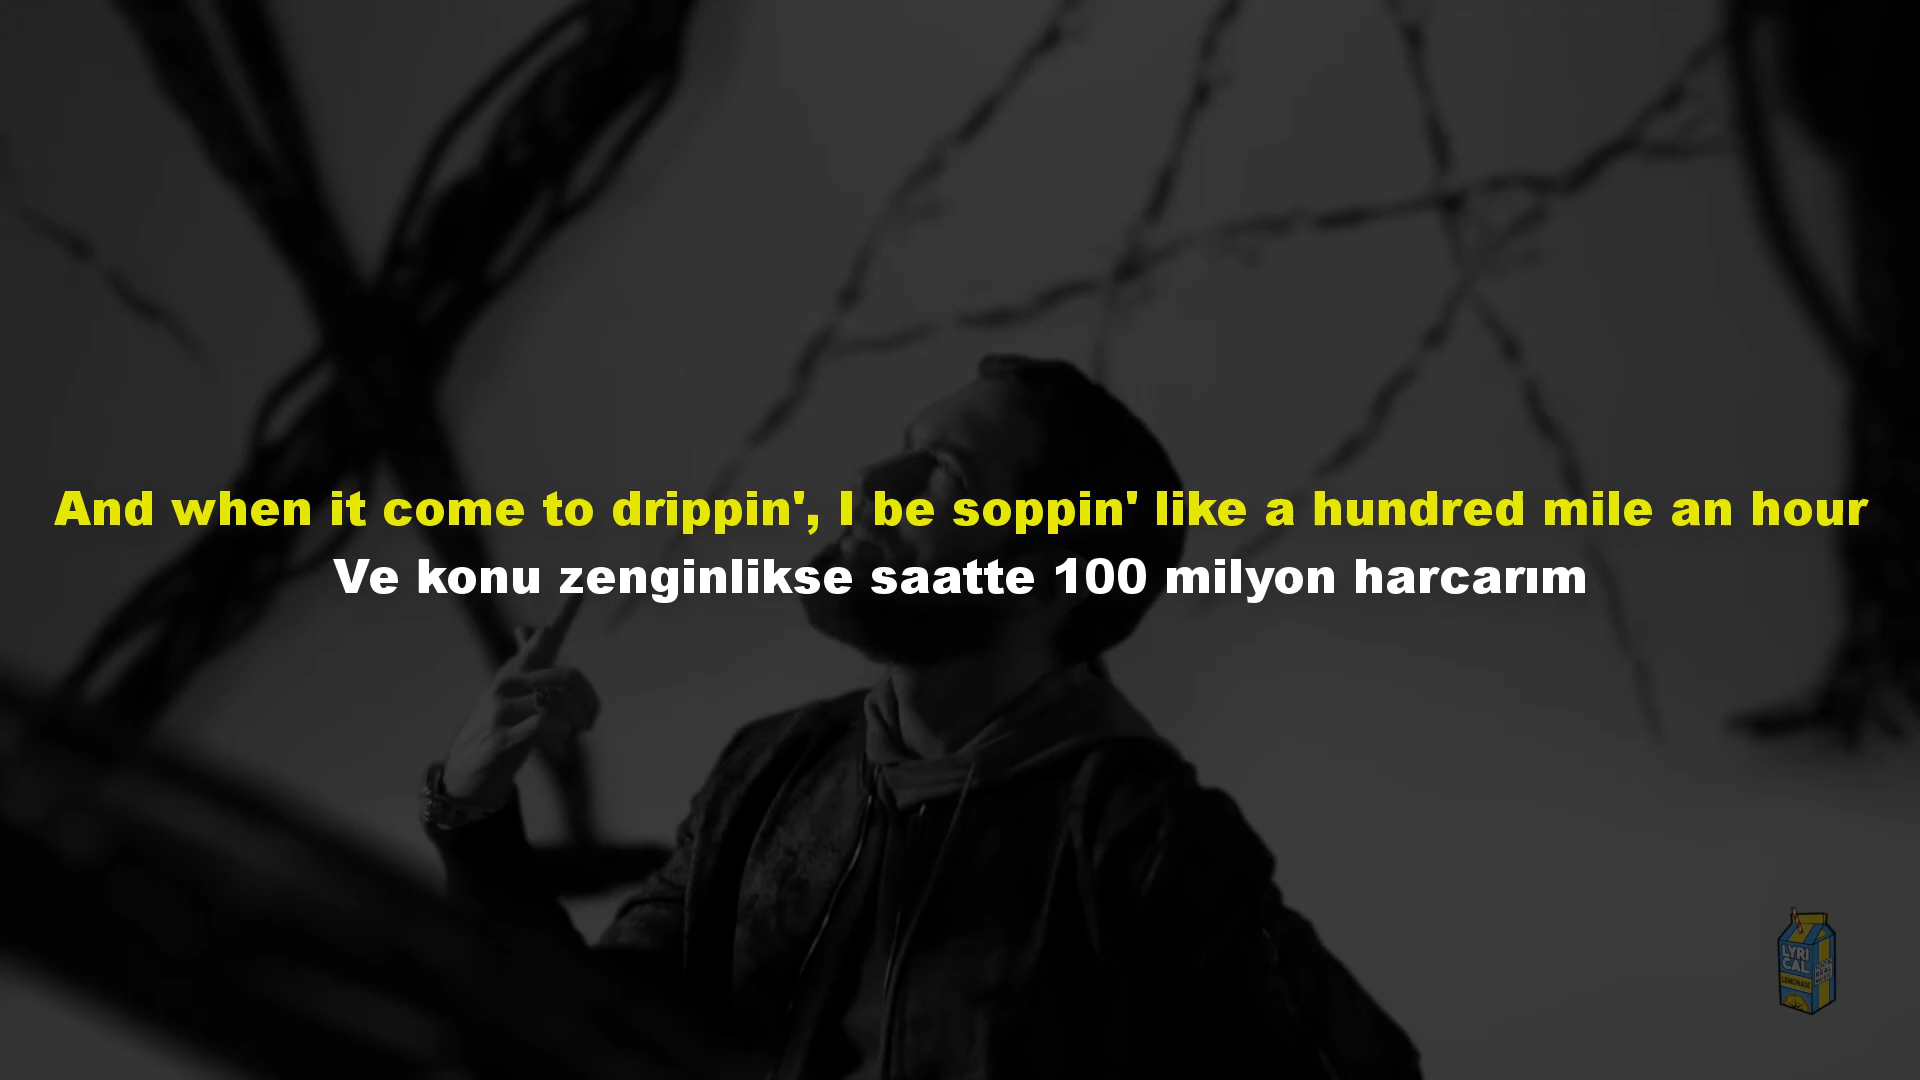 And when it come to drippin', I be soppin' like a hundred mile an hour
Ve konu zenginlikse saatte 100 milyon harcarım
LYRI
CAL
LEMONADE